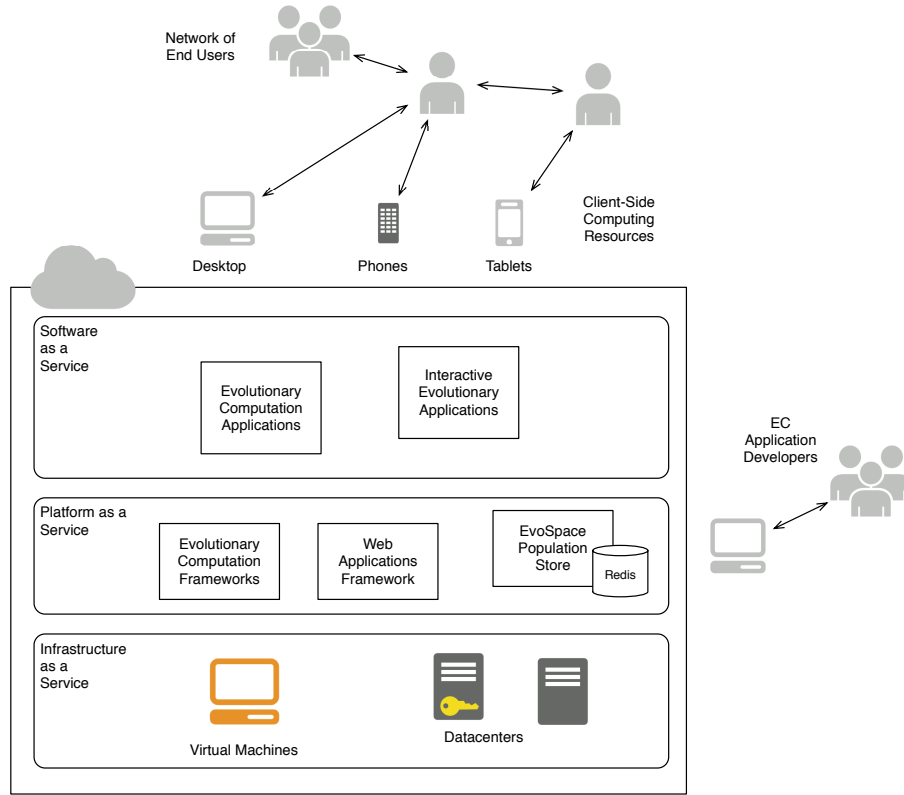 Network of
End Users
Client-Side
Computing
Resources
Desktop
Phones
Tablets
Software
as a
Service
Evolutionary
Computation
Applications
Interactive
Evolutionary
Applications
EC
Application
Developers
Platform as a
Service
Evolutionary
Computation
Frameworks
Web
Applications
Framework
EvoSpace
Population
Store
Redis
Infrastructure
as a
Service
Virtual Machines
Datacenters